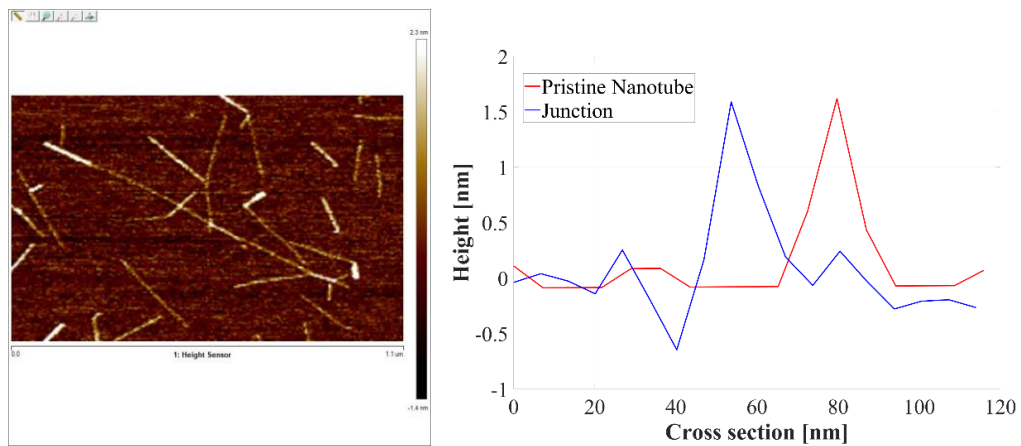 2.3 nm
-1.4 nm
0.0
1: Height Sensor
1.1 um
Pristine Nanotube
Junction
Height [nm]
2
1.5
1
0.5
0
-0.5
-1
0
20
40
60
80
100
120
Cross section [nm]